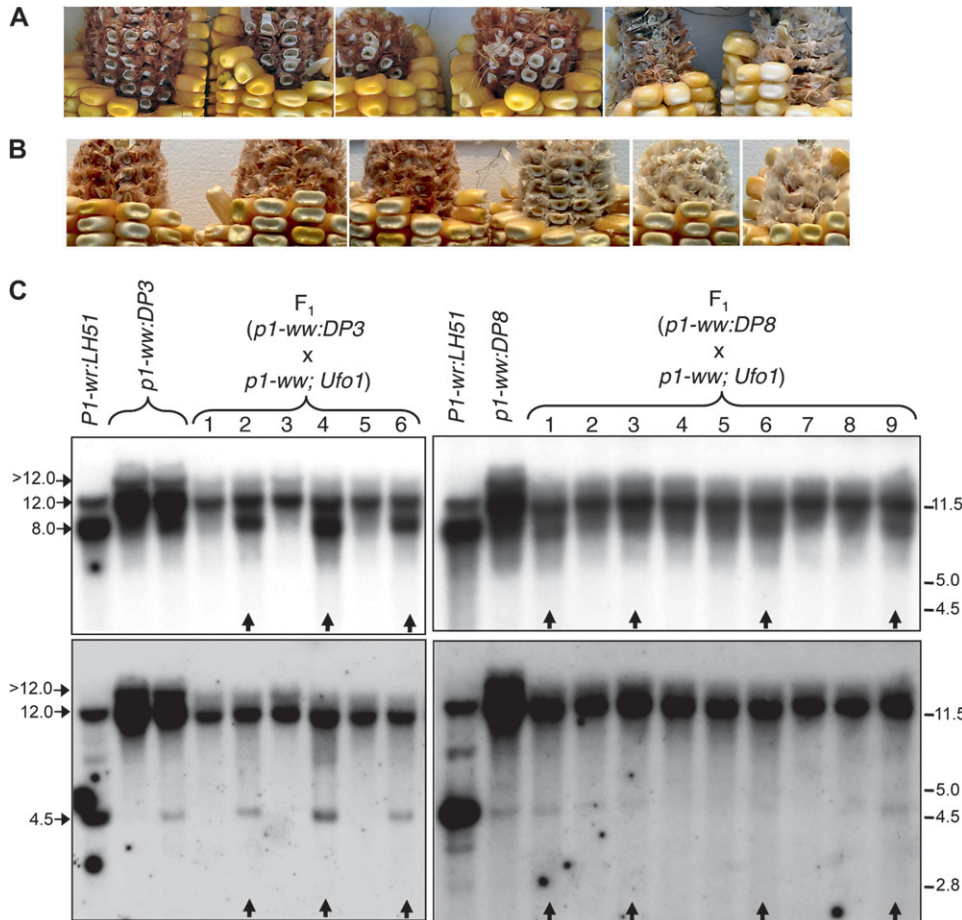 A
B
C
P1-wr:LH51
p1-ww:DP3
F1
(p1-ww:DP3
x
p1-ww; Ufo1)
1 2 3 4 5 6
P1-wr:LH51
p1-ww:DP8
F1
(p1-ww:DP8
x
p1-ww; Ufo1)
1 2 3 4 5 6 7 8 9
>12.0
12.0
8.0
11.5
5.0
4.5
>12.0
12.0
4.5
11.5
5.0
4.5
2.8